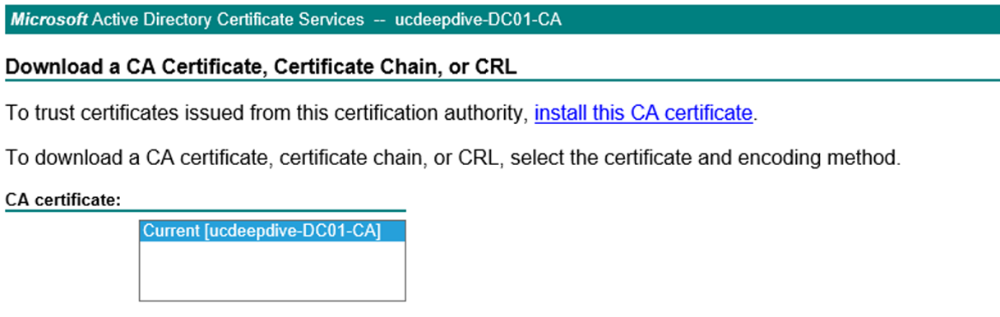 Microsoft Active Directory Certificate Services -- ucdeepdive-DC01-CA
Download a CA Certificate, Certificate Chain, or CRL
To trust certificates issued from this certification authority, install this CA certificate.
To download a CA certificate, certificate chain, or CRL, select the certificate and encoding method.
CA certificate:
Current [ucdeepdive-DC01-CA]